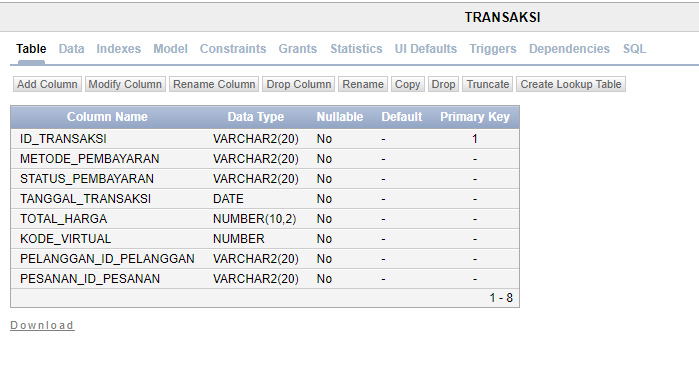 TRANSAKSI
Table Data Indexes Model Constraints Grants Statistics UI Defaults Triggers Dependencies SQL
Add Column Modify Column Rename Column Drop Column Rename Copy Drop Truncate Create Lookup Table
Column Name Data Type Nullable Default Primary Key
ID_TRANSAKSI VARCHAR2(20) No - 1
METODE_PEMBAYARAN VARCHAR2(20) No - -
STATUS_PEMBAYARAN VARCHAR2(20) No - -
TANGGAL_TRANSAKSI DATE No - -
TOTAL_HARGA NUMBER(10,2) No - -
KODE_VIRTUAL NUMBER No - -
PELANGGAN_ID_PELANGGAN VARCHAR2(20) No - -
PESANAN_ID_PESANAN VARCHAR2(20) No - -
1 - 8
Download